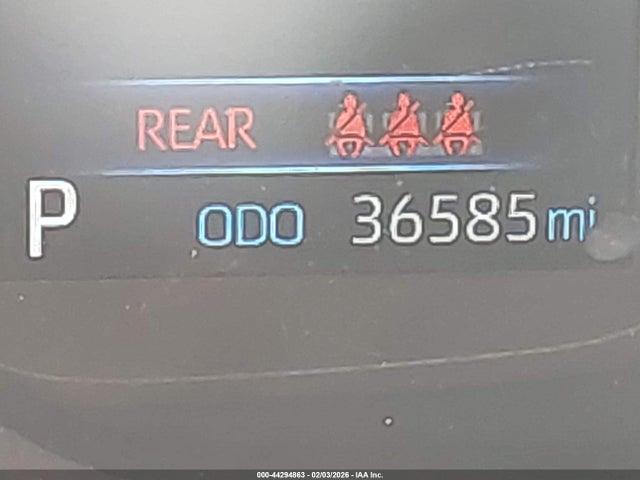 REAR
P ODO 36585 mi
000-44294863 - 02/03/2026 - IAA Inc.